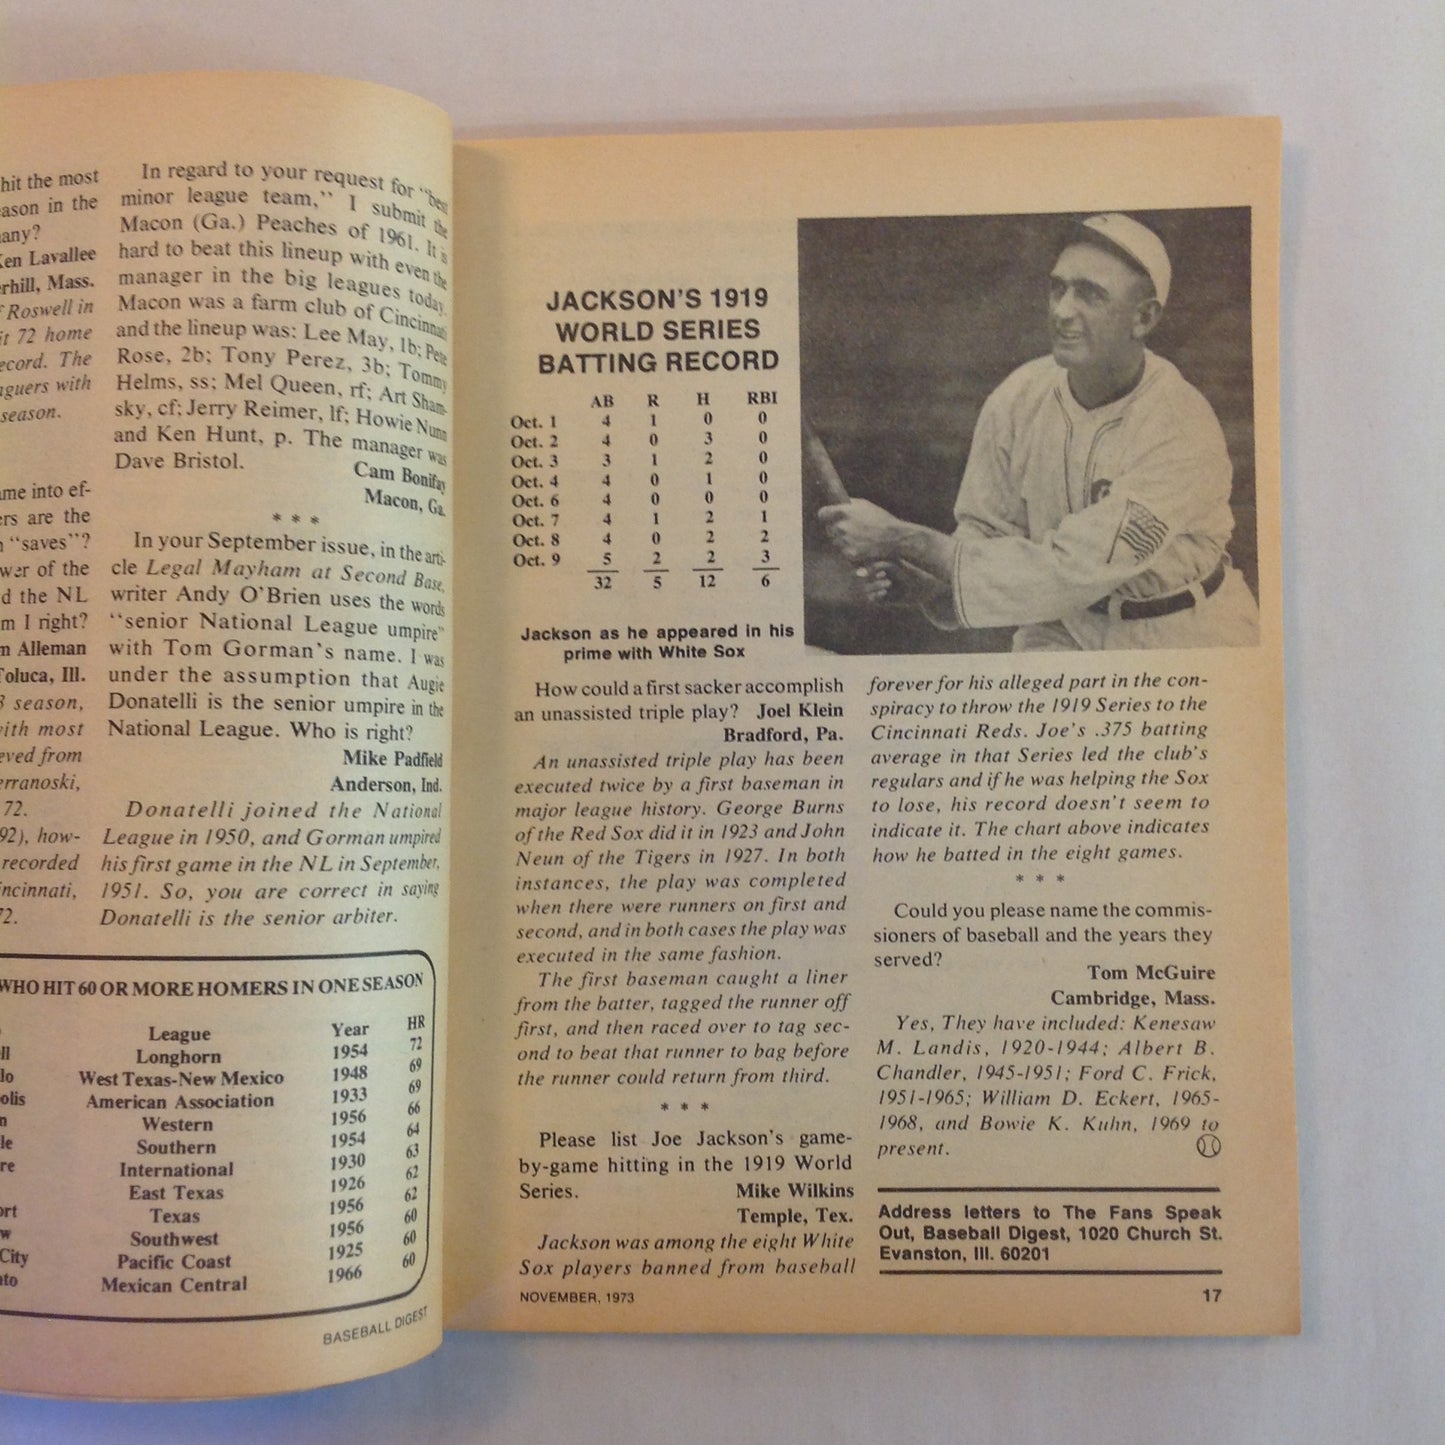 hit the most
ason in the
any?
Ken Lavallee
erhill, Mass.
f Roswell in
it 72 home
ecord. The
aguers with
season.
ame into ef-
ers are the
"saves"?
wer of the
d the NL
m I right?
m Alleman
Toluca, Ill.
3 season,
with most
eved from
erranoski,
72.
92), how-
recorded
incinnati,
72.
In regard to your request for "best
minor league team," I submit the
Macon (Ga.) Peaches of 1961. It is
hard to beat this lineup with even the
manager in the big leagues today.
Macon was a farm club of Cincinnati
and the lineup was: Lee May, 1b; Pete
Rose, 2b; Tony Perez, 3b; Tommy
Helms, ss; Mel Queen, rf; Art Sham-
sky, cf; Jerry Reimer, lf; Howie Nunn
and Ken Hunt, p. The manager was
Dave Bristol.
Cam Bonifay
Macon, Ga.
* * *
In your September issue, in the arti-
cle Legal Mayham at Second Base,
writer Andy O'Brien uses the words
"senior National League umpire"
with Tom Gorman's name. I was
under the assumption that Augie
Donatelli is the senior umpire in the
National League. Who is right?
Mike Padfield
Anderson, Ind.
Donatelli joined the National
League in 1950, and Gorman umpired
his first game in the NL in September,
1951. So, you are correct in saying
Donatelli is the senior arbiter.
WHO HIT 60 OR MORE HOMERS IN ONE SEASON
League Year HR
ll Longhorn 1954 72
lo West Texas-New Mexico 1948 69
olis American Association 1933 69
n Western 1956 66
le Southern 1954 64
re International 1930 63
East Texas 1926 62
ort Texas 1956 62
w Southwest 1956 60
City Pacific Coast 1925 60
nto Mexican Central 1966 60
BASEBALL DIGEST
JACKSON'S 1919
WORLD SERIES
BATTING RECORD
AB R H RBI
Oct. 1 4 1 0 0
Oct. 2 4 0 3 0
Oct. 3 3 1 2 0
Oct. 4 4 0 1 0
Oct. 6 4 0 0 0
Oct. 7 4 1 2 1
Oct. 8 4 0 2 2
Oct. 9 5 2 2 3
32 5 12 6
Jackson as he appeared in his
prime with White Sox
How could a first sacker accomplish
an unassisted triple play? Joel Klein
Bradford, Pa.
An unassisted triple play has been
executed twice by a first baseman in
major league history. George Burns
of the Red Sox did it in 1923 and John
Neun of the Tigers in 1927. In both
instances, the play was completed
when there were runners on first and
second, and in both cases the play was
executed in the same fashion.
The first baseman caught a liner
from the batter, tagged the runner off
first, and then raced over to tag sec-
ond to beat that runner to bag before
the runner could return from third.
* * *
Please list Joe Jackson's game-
by-game hitting in the 1919 World
Series. Mike Wilkins
Temple, Tex.
Jackson was among the eight White
Sox players banned from baseball
forever for his alleged part in the con-
spiracy to throw the 1919 Series to the
Cincinnati Reds. Joe's .375 batting
average in that Series led the club's
regulars and if he was helping the Sox
to lose, his record doesn't seem to
indicate it. The chart above indicates
how he batted in the eight games.
* * *
Could you please name the commis-
sioners of baseball and the years they
served?
Tom McGuire
Cambridge, Mass.
Yes, They have included: Kenesaw
M. Landis, 1920-1944; Albert B.
Chandler, 1945-1951; Ford C. Frick,
1951-1965; William D. Eckert, 1965-
1968, and Bowie K. Kuhn, 1969 to
present.
Address letters to The Fans Speak
Out, Baseball Digest, 1020 Church St.
Evanston, Ill. 60201
NOVEMBER, 1973
17